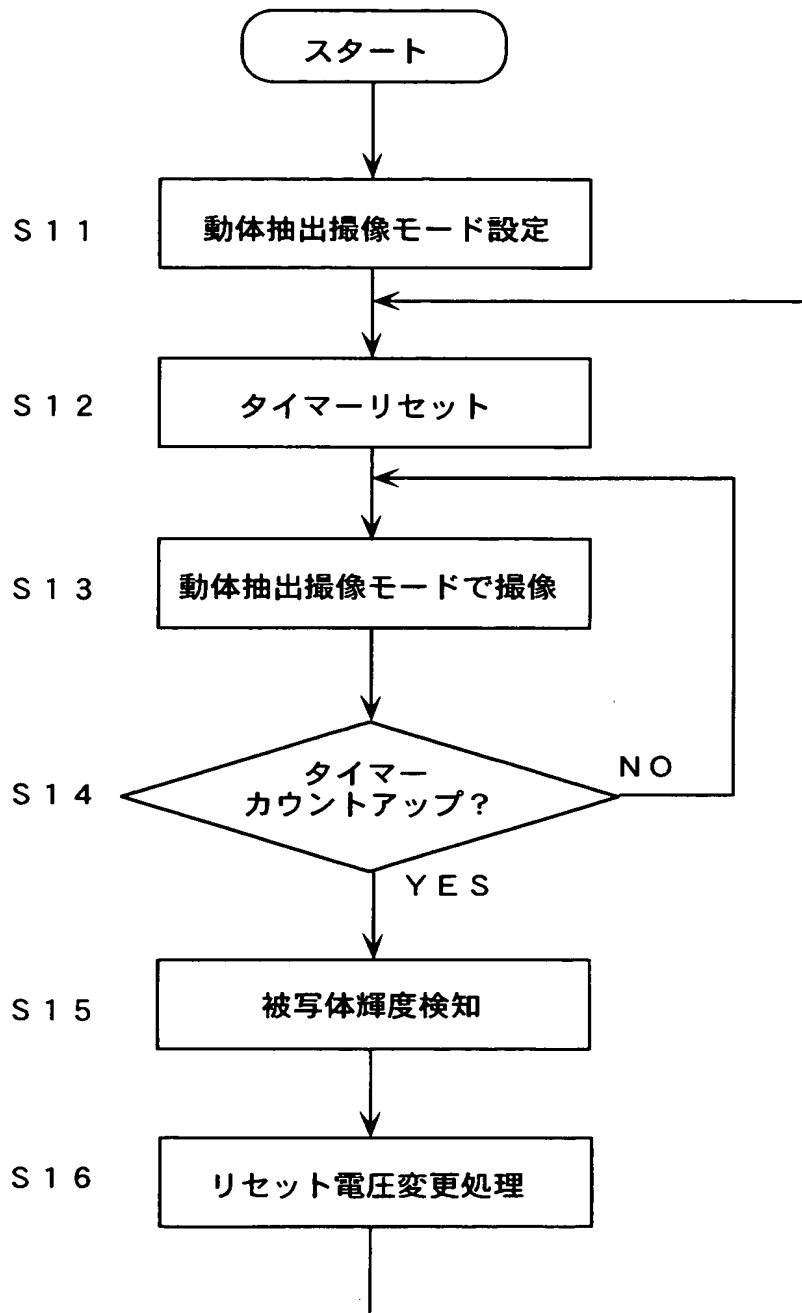 スタート
S11 動体抽出撮像モード設定
S12 タイマーリセット
S13 動体抽出撮像モードで撮像
タイマー
S14 カウントアップ? NO
YES
S15 被写体輝度検知
S16 リセット電圧変更処理